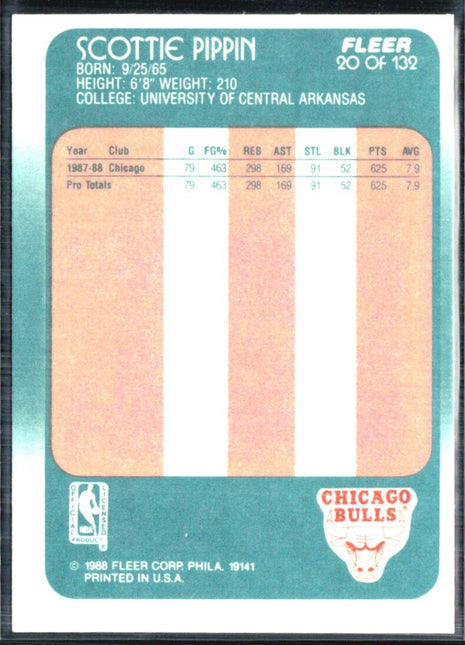 SCOTTIE PIPPIN
FLEER
20 OF 132
BORN: 9/25/65
HEIGHT: 6'8" WEIGHT: 210
COLLEGE: UNIVERSITY OF CENTRAL ARKANSAS
Year Club G FG% REB AST STL BLK PTS AVG
1987-88 Chicago 79 463 298 169 91 52 625 7.9
Pro Totals 79 463 298 169 91 52 625 7.9
OFFICIAL LICENSED
NBA
PRODUCT
CHICAGO
BULLS
© 1988 FLEER CORP. PHILA. 19141
PRINTED IN U.S.A.